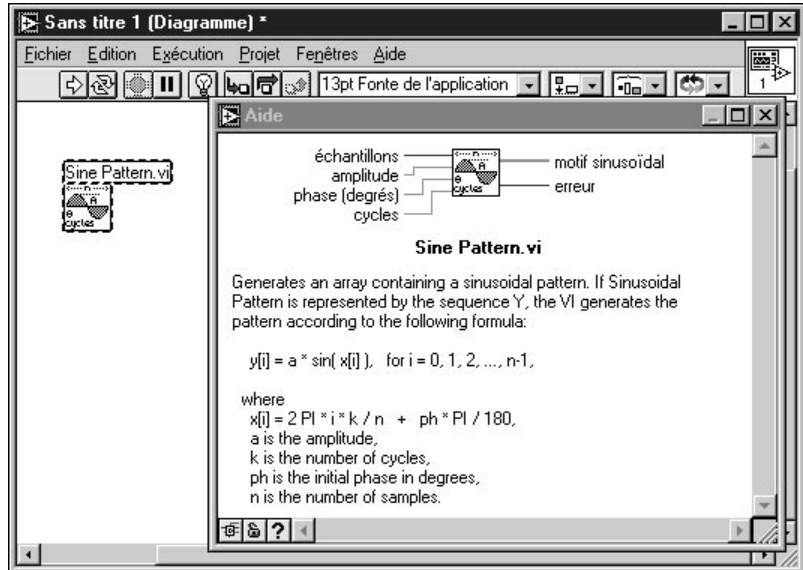 Sans titre 1 (Diagramme) *
Fichier Edition Exécution Projet Fenêtres Aide
13pt Fonte de l'application
1
Sine Pattern.vi
n
A
θ
cycles
Aide
échantillons
amplitude
phase (degrés)
cycles
n
A
θ
cycles
motif sinusoïdal
erreur
Sine Pattern.vi
Generates an array containing a sinusoidal pattern. If Sinusoidal
Pattern is represented by the sequence Y, the VI generates the
pattern according to the following formula:
y[i] = a * sin( x[i] ), for i = 0, 1, 2, ..., n-1,
where
x[i] = 2 PI * i * k / n + ph * PI / 180,
a is the amplitude,
k is the number of cycles,
ph is the initial phase in degrees,
n is the number of samples.
?